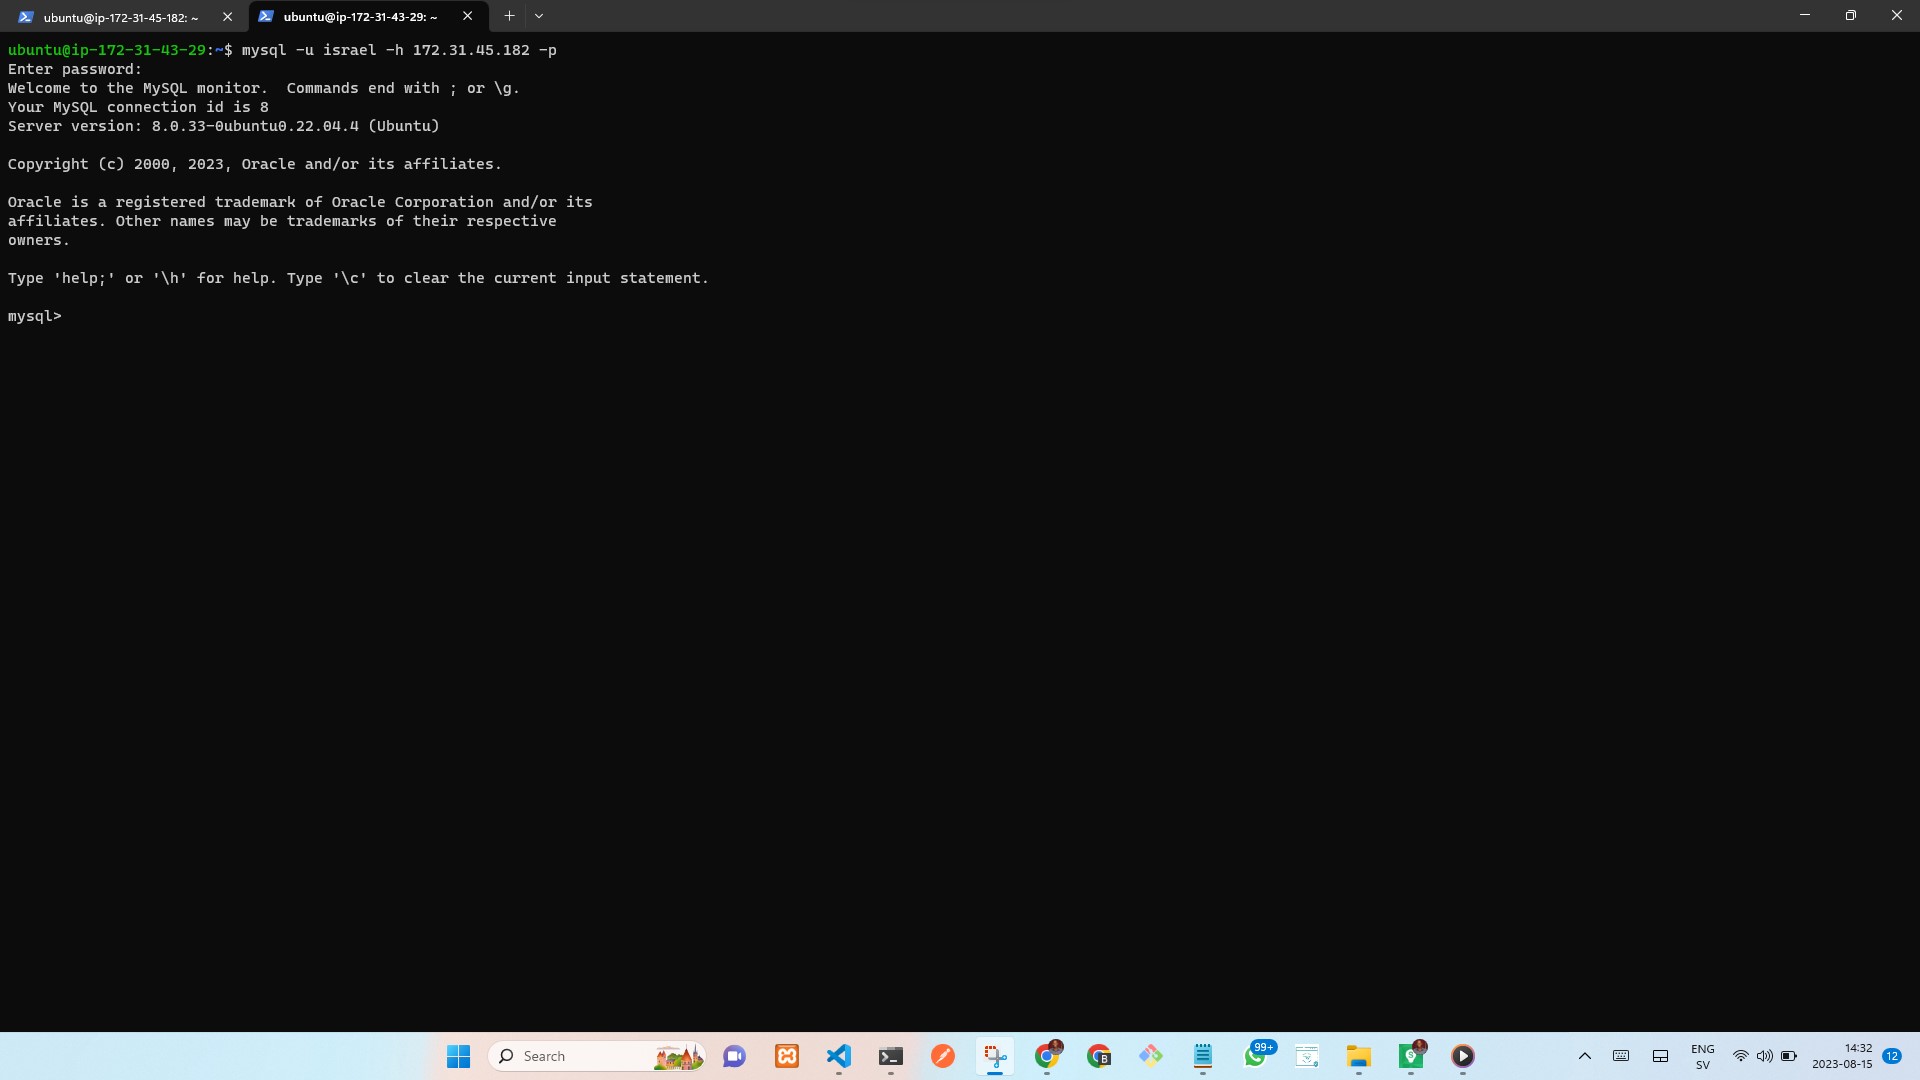 ubuntu@ip-172-31-45-182: ~
ubuntu@ip-172-31-43-29: ~
ubuntu@ip-172-31-43-29:~$ mysql -u israel -h 172.31.45.182 -p
Enter password:
Welcome to the MySQL monitor.  Commands end with ; or \g.
Your MySQL connection id is 8
Server version: 8.0.33-0ubuntu0.22.04.4 (Ubuntu)
Copyright (c) 2000, 2023, Oracle and/or its affiliates.
Oracle is a registered trademark of Oracle Corporation and/or its
affiliates. Other names may be trademarks of their respective
owners.
Type 'help;' or '\h' for help. Type '\c' to clear the current input statement.
mysql>
Search
B
99+
ENG
SV
14:32
2023-08-15
12